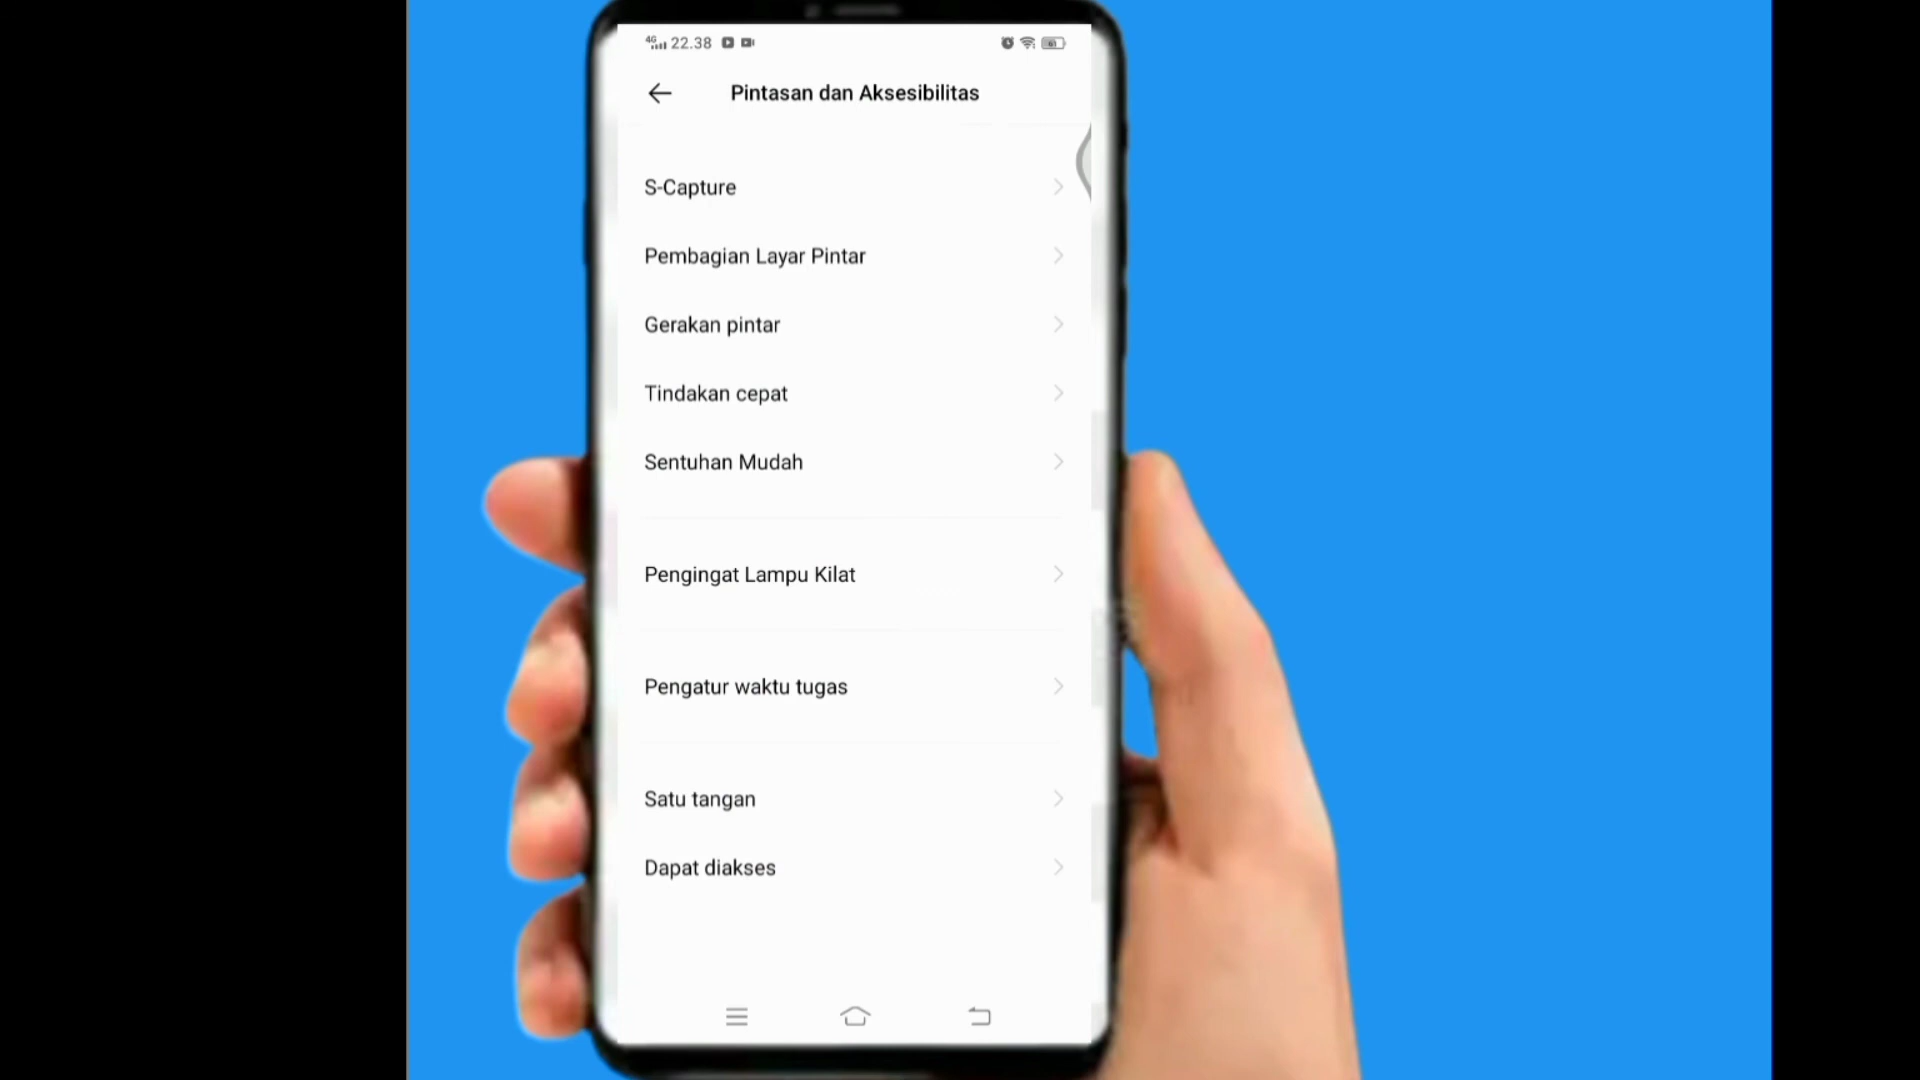 4G 22.38
Pintasan dan Aksesibilitas
S-Capture
Pembagian Layar Pintar
Gerakan pintar
Tindakan cepat
Sentuhan Mudah
Pengingat Lampu Kilat
Pengatur waktu tugas
Satu tangan
Dapat diakses